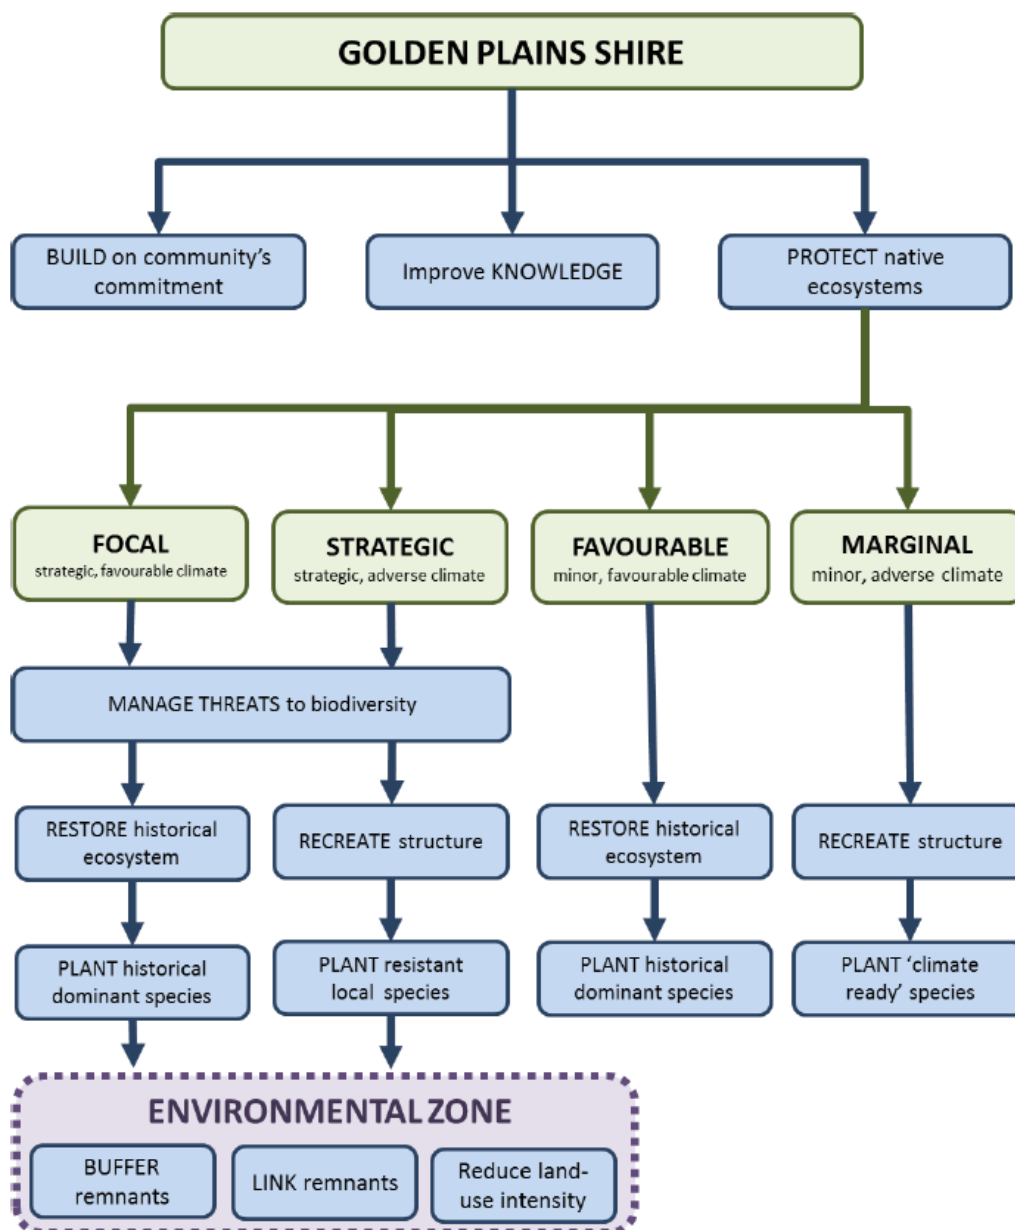 GOLDEN PLAINS SHIRE
BUILD on community's
commitment
Improve KNOWLEDGE
PROTECT native
ecosystems
FOCAL
strategic, favourable climate
STRATEGIC
strategic, adverse climate
FAVOURABLE
minor, favourable climate
MARGINAL
minor, adverse climate
MANAGE THREATS to biodiversity
RESTORE historical
ecosystem
RECREATE structure
RESTORE historical
ecosystem
RECREATE structure
PLANT historical
dominant species
PLANT resistant
local species
PLANT historical
dominant species
PLANT ‘climate
ready’ species
ENVIRONMENTAL ZONE
BUFFER
remnants
LINK remnants
Reduce land-
use intensity